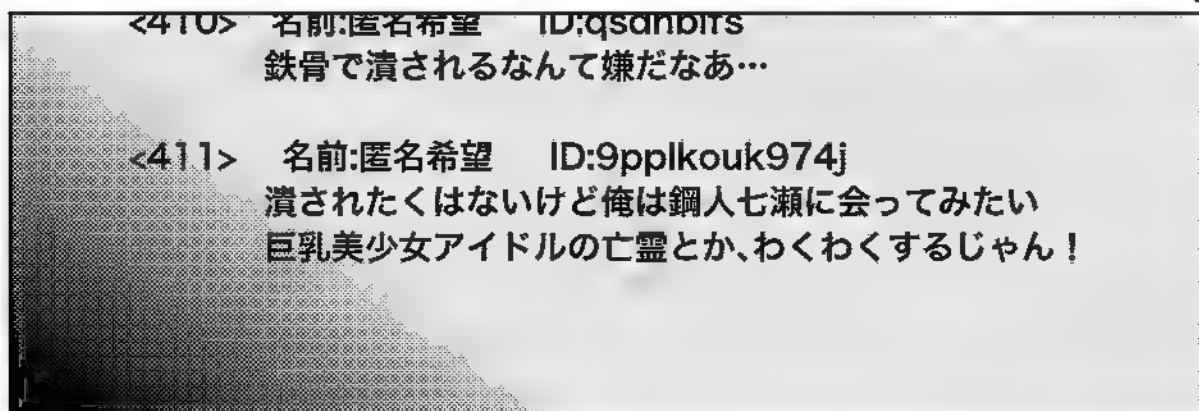 <410> 名前:匿名希望 ID:qsdhbifs
鉄骨で潰されるなんて嫌だなあ…
<411> 名前:匿名希望 ID:9pplkouk974j
潰されたくはないけど俺は鋼人七瀬に会ってみたい
巨乳美少女アイドルの亡霊とか、わくわくするじゃん！